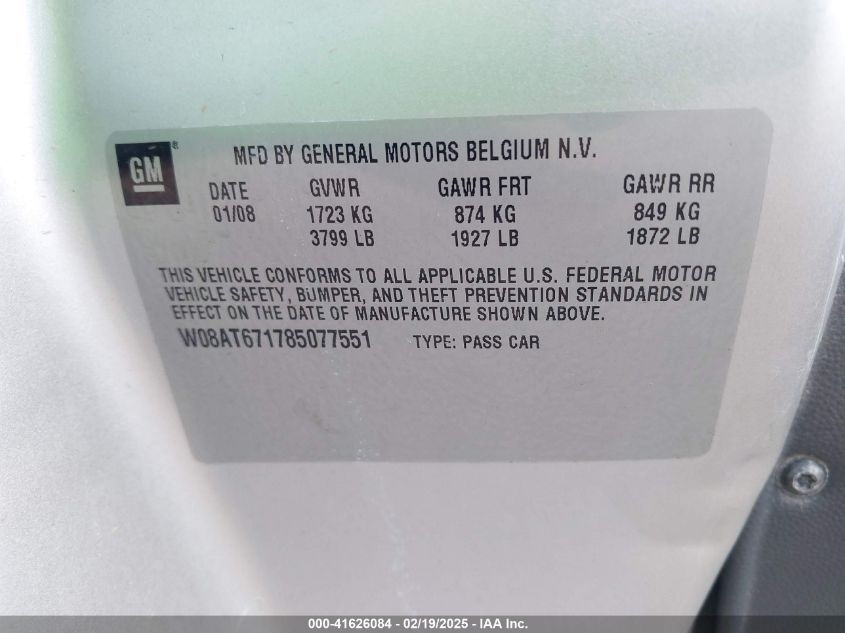 GM®
MFD BY GENERAL MOTORS BELGIUM N.V.
DATE GVWR GAWR FRT GAWR RR
01/08 1723 KG 874 KG 849 KG
3799 LB 1927 LB 1872 LB
THIS VEHICLE CONFORMS TO ALL APPLICABLE U.S. FEDERAL MOTOR
VEHICLE SAFETY, BUMPER, AND THEFT PREVENTION STANDARDS IN
EFFECT ON THE DATE OF MANUFACTURE SHOWN ABOVE.
W08AT671785077551 TYPE: PASS CAR
000-41626084 - 02/19/2025 - IAA Inc.